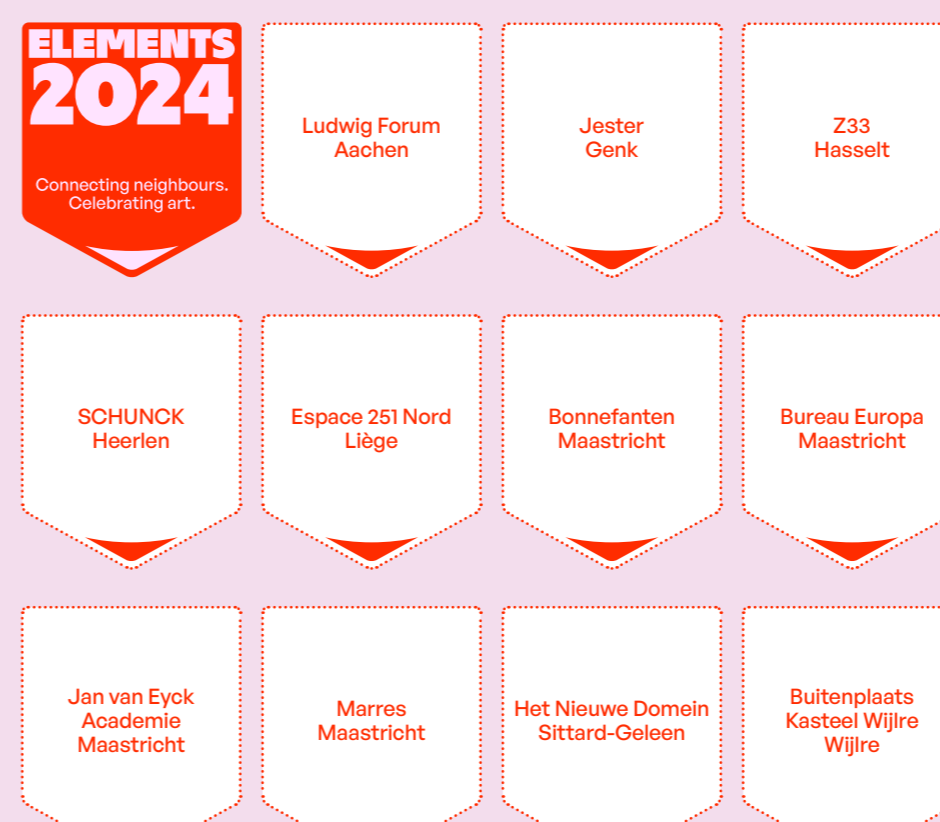 ELEMENTS
2024
Connecting neighbours.
Celebrating art.
Ludwig Forum
Aachen
Jester
Genk
Z33
Hasselt
SCHUNCK
Heerlen
Espace 251 Nord
Liège
Bonnefanten
Maastricht
Bureau Europa
Maastricht
Jan van Eyck
Academie
Maastricht
Marres
Maastricht
Het Nieuwe Domein
Sittard-Geleen
Buitenplaats
Kasteel Wijlre
Wijlre